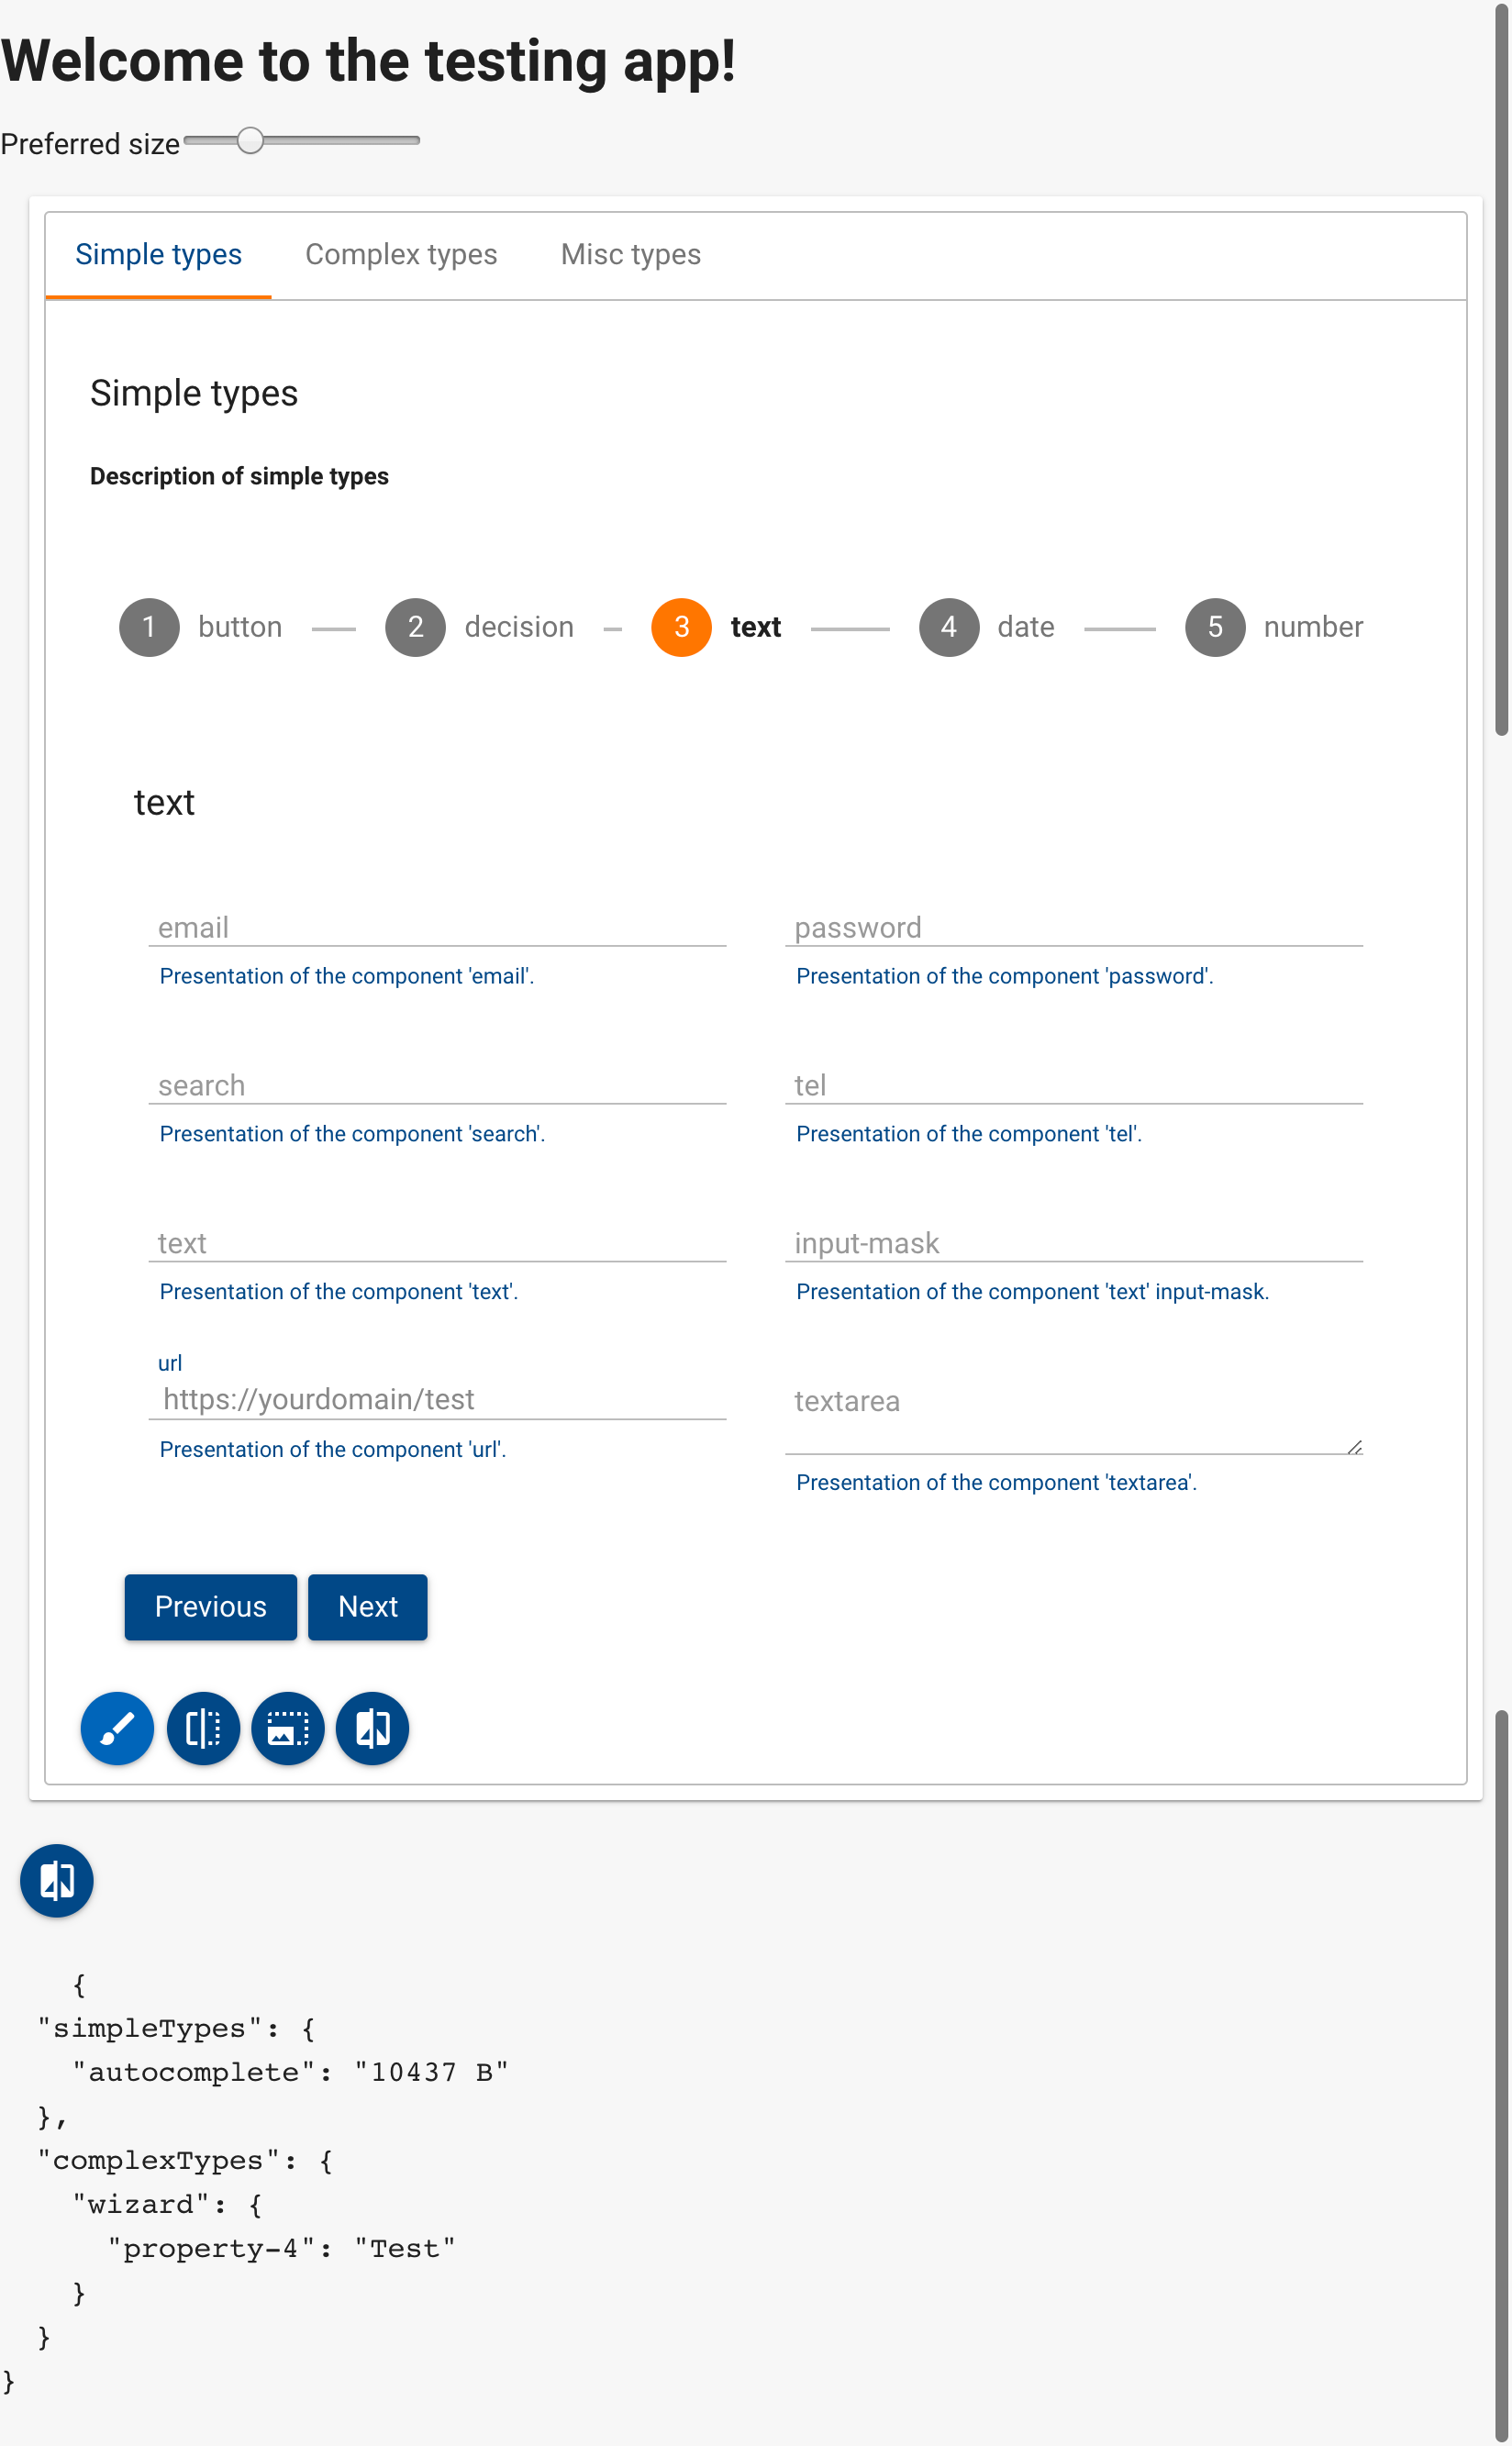 Welcome to the testing app!
Preferred size
Simple types Complex types Misc types
Simple types
Description of simple types
1 button 2 decision 3 text 4 date 5 number
text
email password
Presentation of the component 'email'. Presentation of the component 'password'.
search tel
Presentation of the component 'search'. Presentation of the component 'tel'.
text input-mask
Presentation of the component 'text'. Presentation of the component 'text' input-mask.
url
https://yourdomain/test textarea
Presentation of the component 'url'.
Presentation of the component 'textarea'.
Previous Next
{
"simpleTypes": {
"autocomplete": "10437 B"
},
"complexTypes": {
"wizard": {
"property-4": "Test"
}
}
}